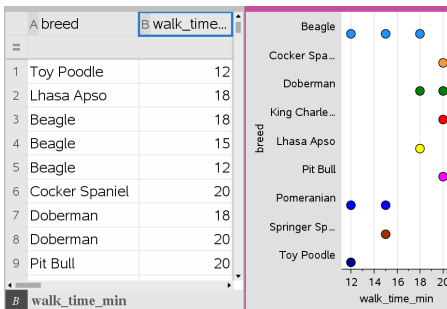 A breed B walk_time...
=
1 Toy Poodle 12
2 Lhasa Apso 18
3 Beagle 18
4 Beagle 15
5 Beagle 12
6 Cocker Spaniel 20
7 Doberman 18
8 Doberman 20
9 Pit Bull 20
B walk_time_min
breed
Beagle
Cocker Spa...
Doberman
King Charle...
Lhasa Apso
Pit Bull
Pomeranian
Springer Sp...
Toy Poodle
12 14 16 18 20
walk_time_min